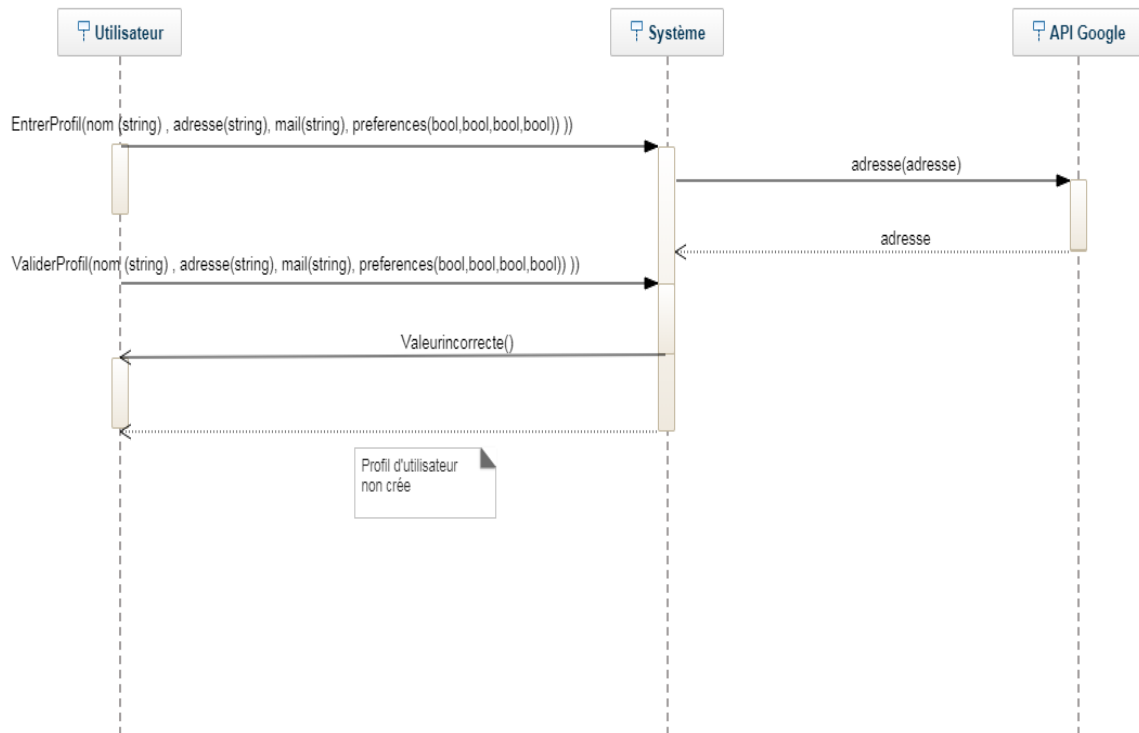 Utilisateur
Système
API Google
EntrerProfil(nom (string) , adresse(string), mail(string), preferences(bool,bool,bool,bool)) ))
adresse(adresse)
adresse
ValiderProfil(nom (string) , adresse(string), mail(string), preferences(bool,bool,bool,bool)) ))
Valeurincorrecte()
Profil d'utilisateur
non crée